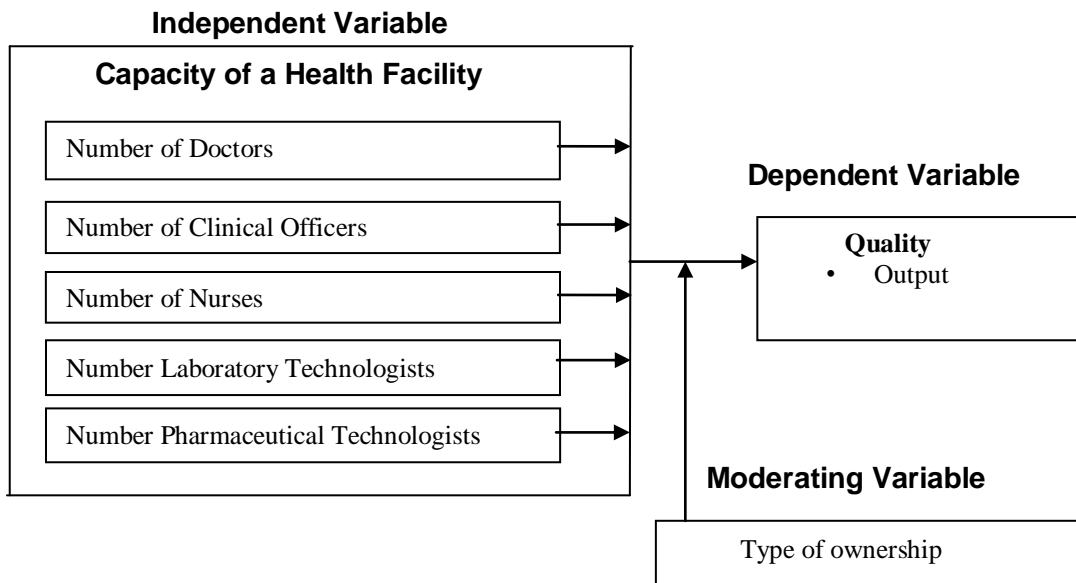 Independent Variable
Capacity of a Health Facility
Number of Doctors
Number of Clinical Officers
Number of Nurses
Number Laboratory Technologists
Number Pharmaceutical Technologists
Dependent Variable
Quality
• Output
Moderating Variable
Type of ownership